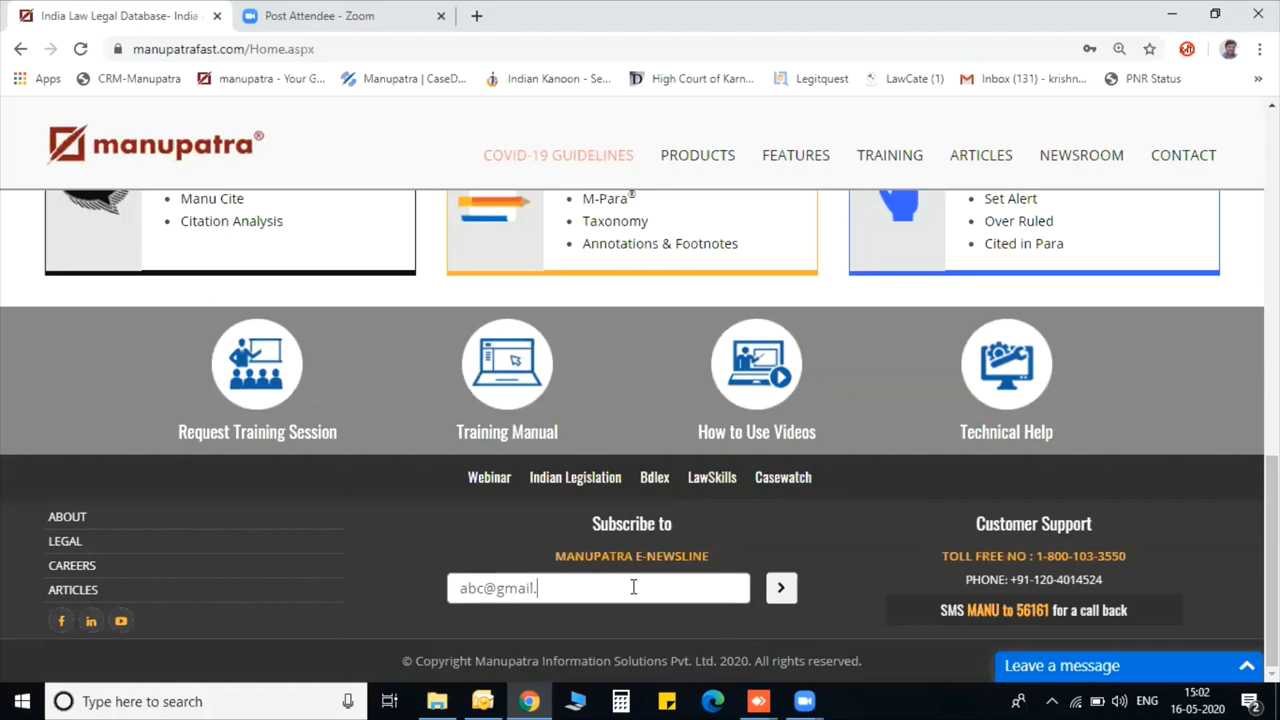 India Law Legal Database- India
Post Attendee - Zoom
manupatrafast.com/Home.aspx
Apps
CRM-Manupatra
manupatra - Your G...
Manupatra | CaseD...
Indian Kanoon - Se...
High Court of Karn...
Legitquest
LawCate (1)
Inbox (131) - krishn...
PNR Status
»
manupatra®
COVID-19 GUIDELINES
PRODUCTS
FEATURES
TRAINING
ARTICLES
NEWSROOM
CONTACT
• Manu Cite
• Citation Analysis
• M-Para®
• Taxonomy
• Annotations & Footnotes
• Set Alert
• Over Ruled
• Cited in Para
Request Training Session
Training Manual
How to Use Videos
Technical Help
Webinar
Indian Legislation
Bdlex
LawSkills
Casewatch
ABOUT
LEGAL
CAREERS
ARTICLES
Subscribe to
MANUPATRA E-NEWSLINE
abc@gmail.
Customer Support
TOLL FREE NO : 1-800-103-3550
PHONE: +91-120-4014524
SMS MANU to 56161 for a call back
© Copyright Manupatra Information Solutions Pvt. Ltd. 2020. All rights reserved.
Leave a message
Type here to search
ENG
15:02
16-05-2020
2